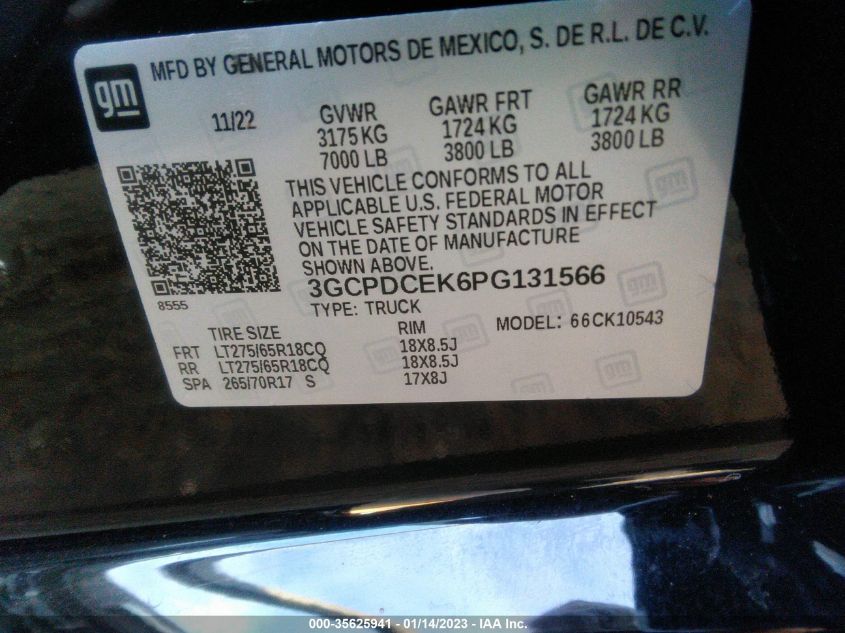 gm
MFD BY GENERAL MOTORS DE MEXICO, S. DE R.L. DE C.V.
11/22 GVWR GAWR FRT GAWR RR
3175 KG 1724 KG 1724 KG
7000 LB 3800 LB 3800 LB
THIS VEHICLE CONFORMS TO ALL
APPLICABLE U.S. FEDERAL MOTOR
VEHICLE SAFETY STANDARDS IN EFFECT
ON THE DATE OF MANUFACTURE
SHOWN ABOVE.
8555
3GCPDCEK6PG131566
TYPE: TRUCK MODEL: 66CK10543
TIRE SIZE RIM
FRT LT275/65R18CQ 18X8.5J
RR LT275/65R18CQ 18X8.5J
SPA 265/70R17 S 17X8J
000-35625941 - 01/14/2023 - IAA Inc.